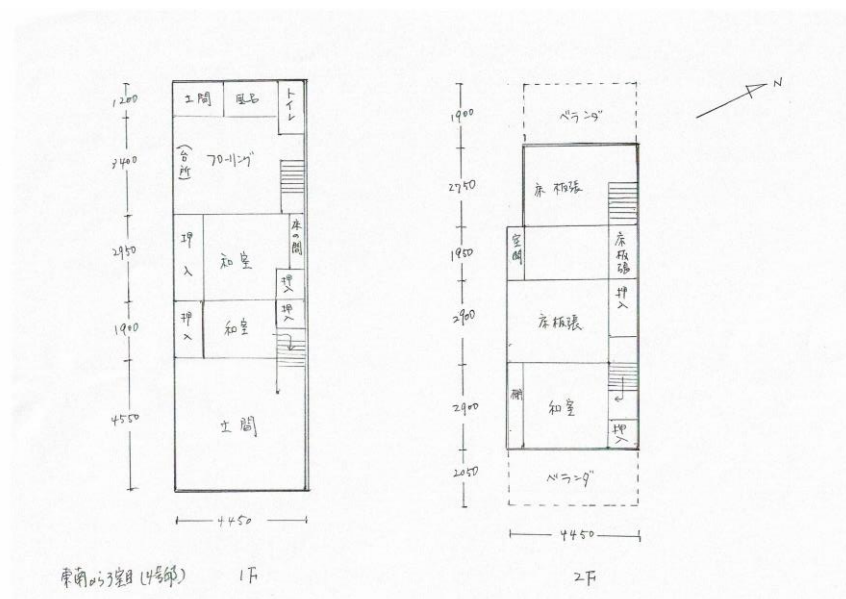 N
1200
3400
2950
1900
4550
土間
風呂
トイレ
(台所)
フローリング
押入
和室
床の間
押入
押入
和室
押入
土間
4450
1900
2750
1950
2900
2900
2050
ベランダ
床板張
空間
床板張
押入
床板張
棚
和室
押入
ベランダ
4450
東南から3室目(4号邸)
1F
2F